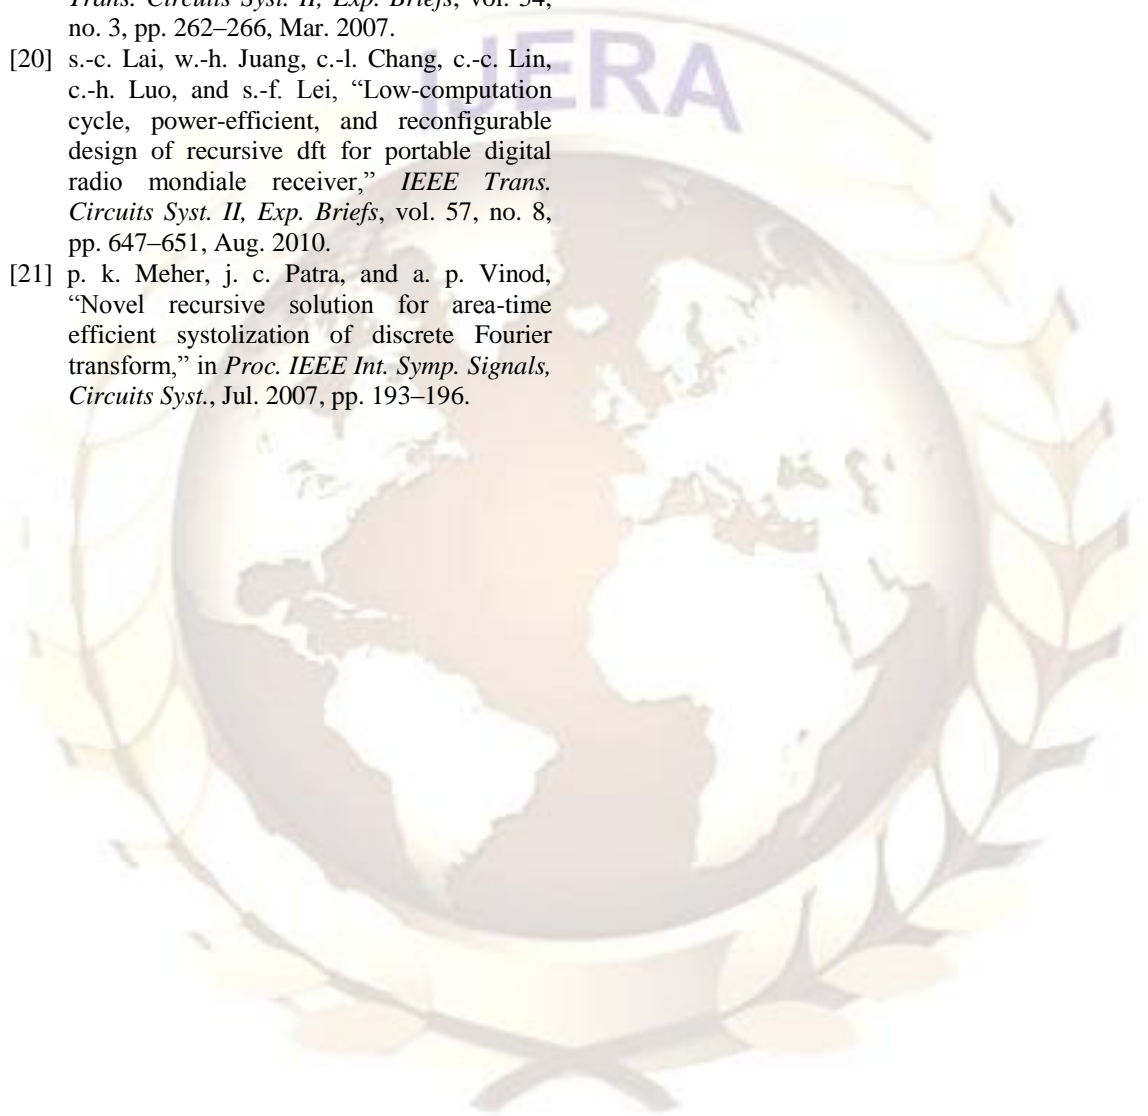 Trans. Circuits Syst. II, Exp. Briefs, vol. 54,
no. 3, pp. 262–266, Mar. 2007.
[20] s.-c. Lai, w.-h. Juang, c.-l. Chang, c.-c. Lin,
c.-h. Luo, and s.-f. Lei, “Low-computation
cycle, power-efficient, and reconfigurable
design of recursive dft for portable digital
radio mondiale receiver,” IEEE Trans.
Circuits Syst. II, Exp. Briefs, vol. 57, no. 8,
pp. 647–651, Aug. 2010.
[21] p. k. Meher, j. c. Patra, and a. p. Vinod,
“Novel recursive solution for area-time
efficient systolization of discrete Fourier
transform,” in Proc. IEEE Int. Symp. Signals,
Circuits Syst., Jul. 2007, pp. 193–196.
IJERA